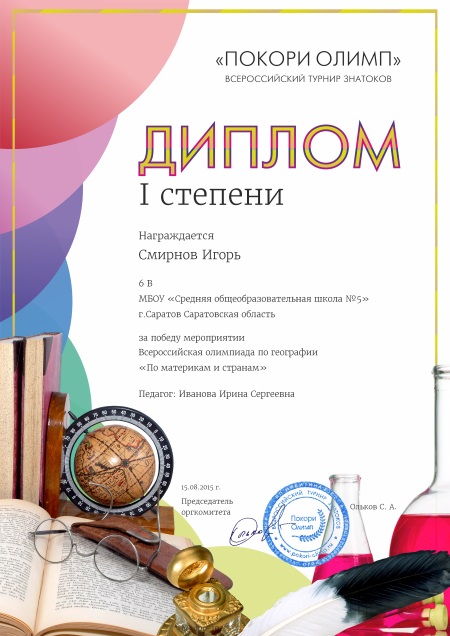 «ПОКОРИ ОЛИМП»
ВСЕРОССИЙСКИЙ ТУРНИР ЗНАТОКОВ
ДИПЛОМ
I степени
Награждается
Смирнов Игорь
6 В
МБОУ «Средняя общеобразовательная школа №5»
г.Саратов Саратовская область
за победу мероприятии
Всероссийская олимпиада по географии
«По материкам и странам»
Педагог: Иванова Ирина Сергеевна
15.08.2015 г.
Председатель
оргкомитета
Ольков С. А.
Покори
Олимп